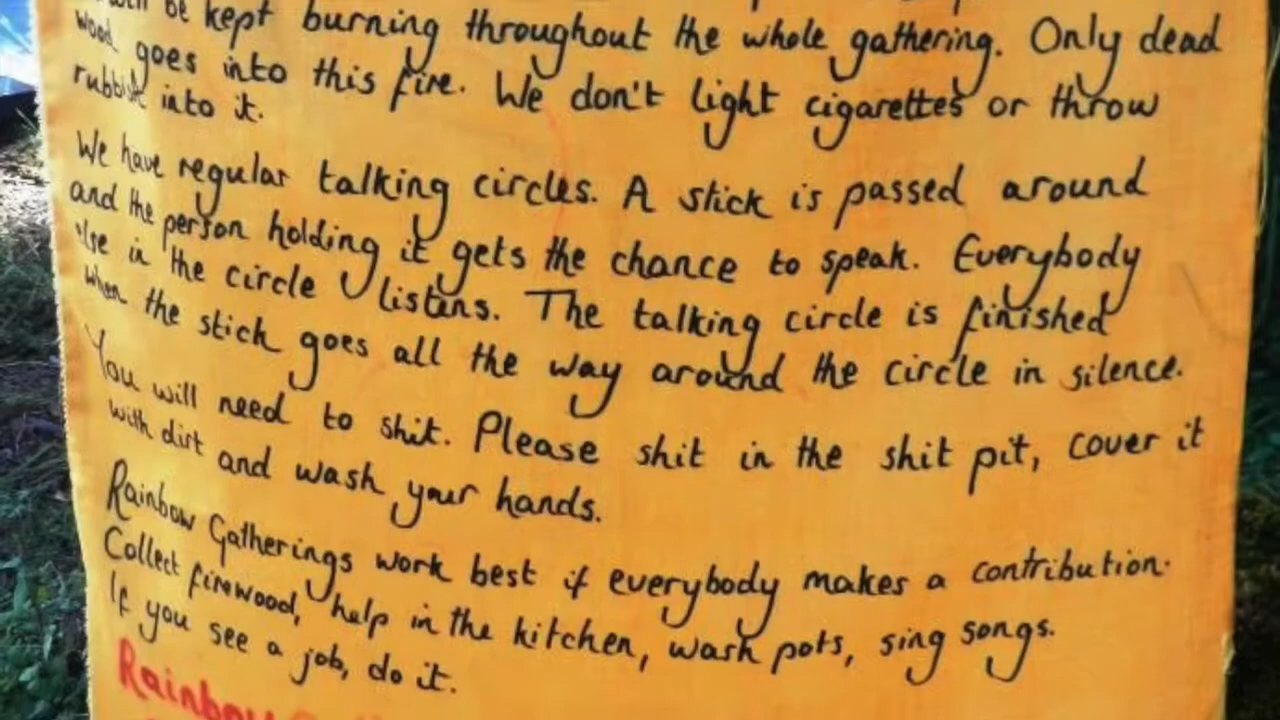 be kept burning throughout the whole gathering. Only dead
wood goes into this fire. We don't light cigarettes or throw
rubbish into it.
We have regular talking circles. A stick is passed around
and the person holding it gets the chance to speak. Everybody
else in the circle listens. The talking circle is finished
when the stick goes all the way around the circle in silence.
You will need to shit. Please shit in the shit pit, cover it
with dirt and wash your hands.
Rainbow Gatherings work best if everybody makes a contribution.
Collect firewood, help in the kitchen, wash pots, sing songs.
If you see a job, do it.
Rainbow